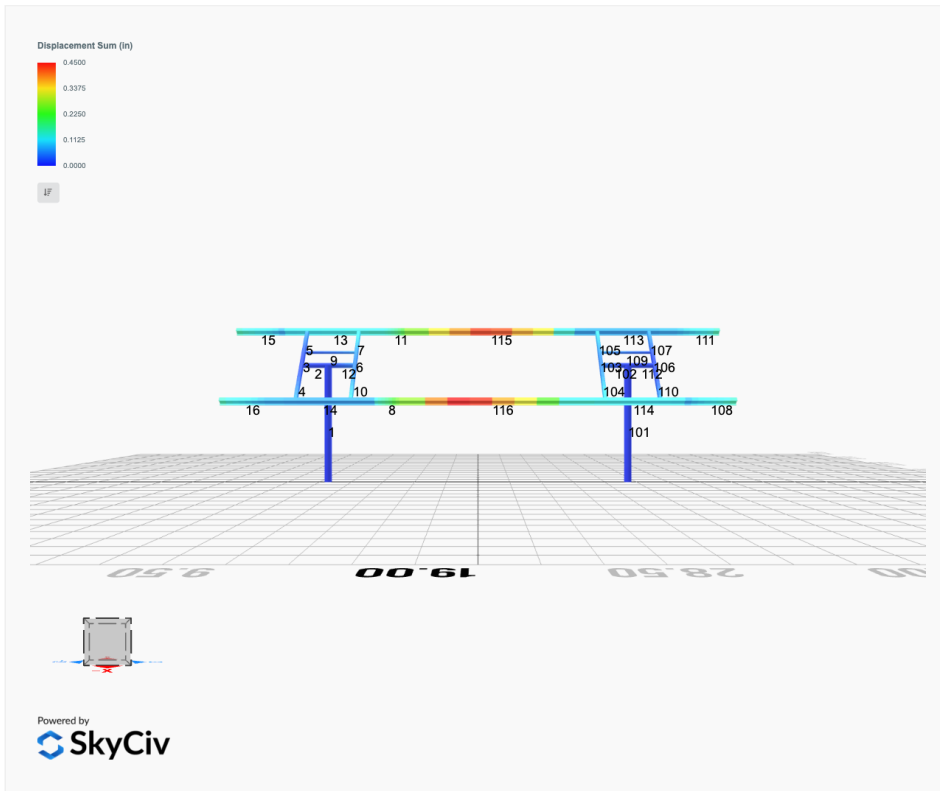 Displacement Sum (in)
0.4500
0.3375
0.2250
0.1125
0.0000
15 13 11 115 113 111
5 7 105 107
9 109
3 6 103 106
2 12 102 112
4 10 104 110
16 14 8 116 114 108
1 101
9.50 19.00 28.50
-X
Powered by
SkyCiv